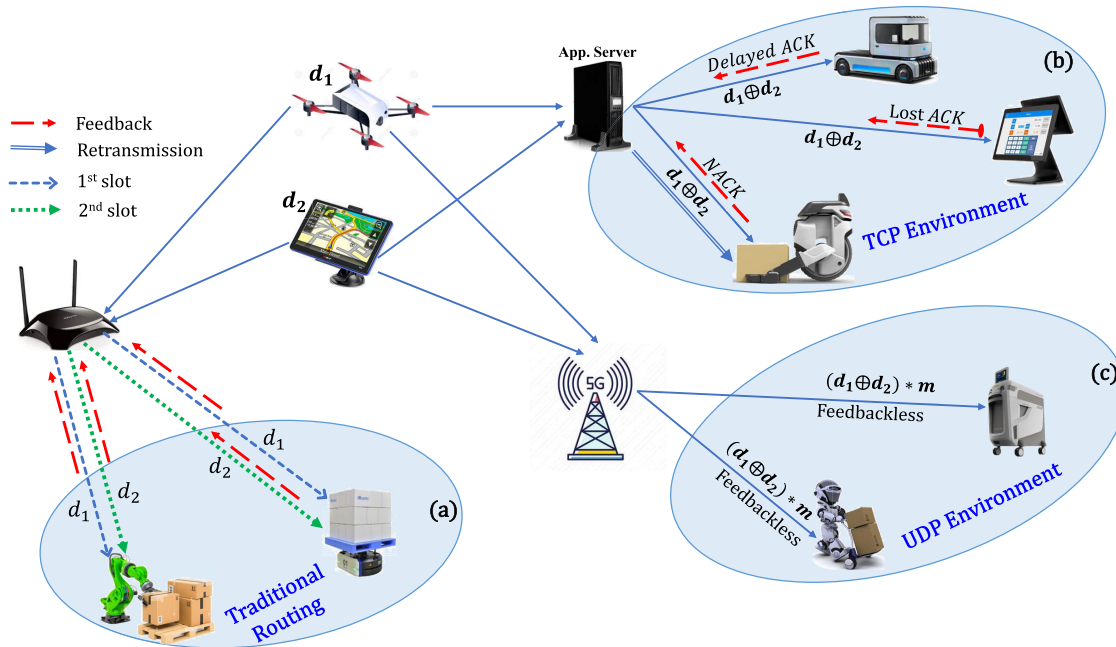 d₁
App. Server
Delayed ACK
d₁⊕d₂
(b)
Lost ACK
d₁⊕d₂
NACK
d₁⊕d₂
TCP Environment
Feedback
Retransmission
1ˢᵗ slot
2ⁿᵈ slot
d₂
5G
(c)
(d₁⊕d₂) * m
Feedbackless
(d₁⊕d₂) * m
Feedbackless
UDP Environment
d₁
d₂
d₂
d₁
(a)
Traditional
Routing